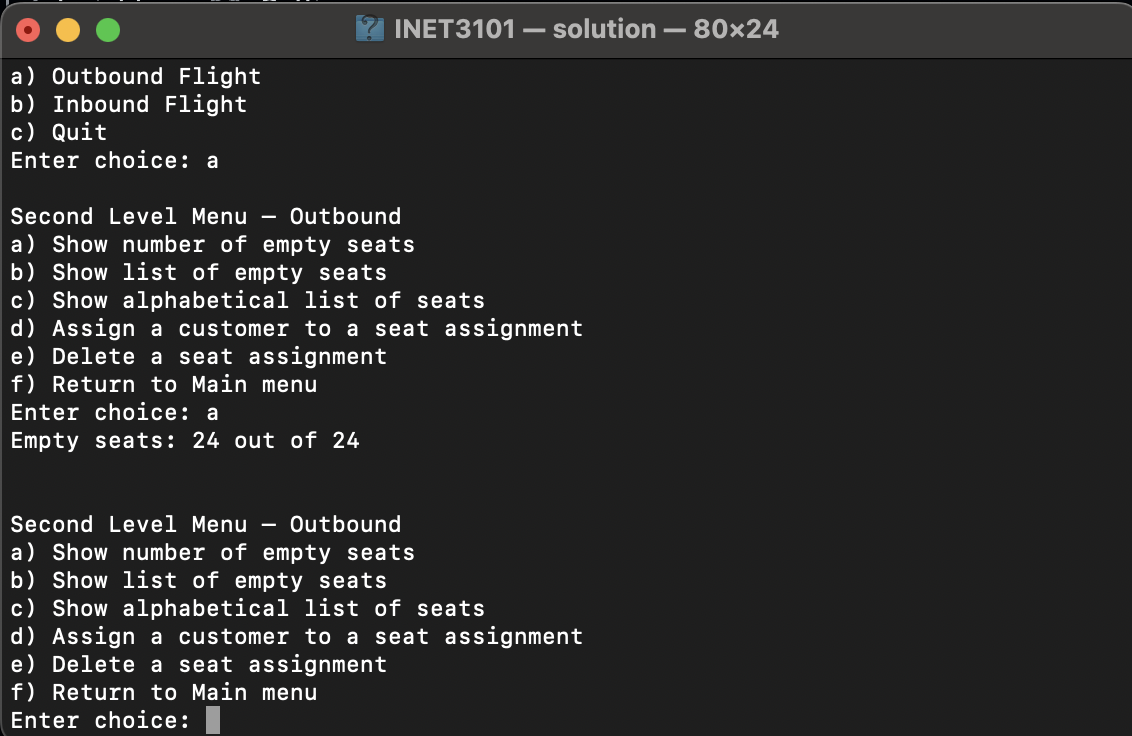 INET3101 — solution — 80×24
a) Outbound Flight
b) Inbound Flight
c) Quit
Enter choice: a
Second Level Menu — Outbound
a) Show number of empty seats
b) Show list of empty seats
c) Show alphabetical list of seats
d) Assign a customer to a seat assignment
e) Delete a seat assignment
f) Return to Main menu
Enter choice: a
Empty seats: 24 out of 24
Second Level Menu — Outbound
a) Show number of empty seats
b) Show list of empty seats
c) Show alphabetical list of seats
d) Assign a customer to a seat assignment
e) Delete a seat assignment
f) Return to Main menu
Enter choice: